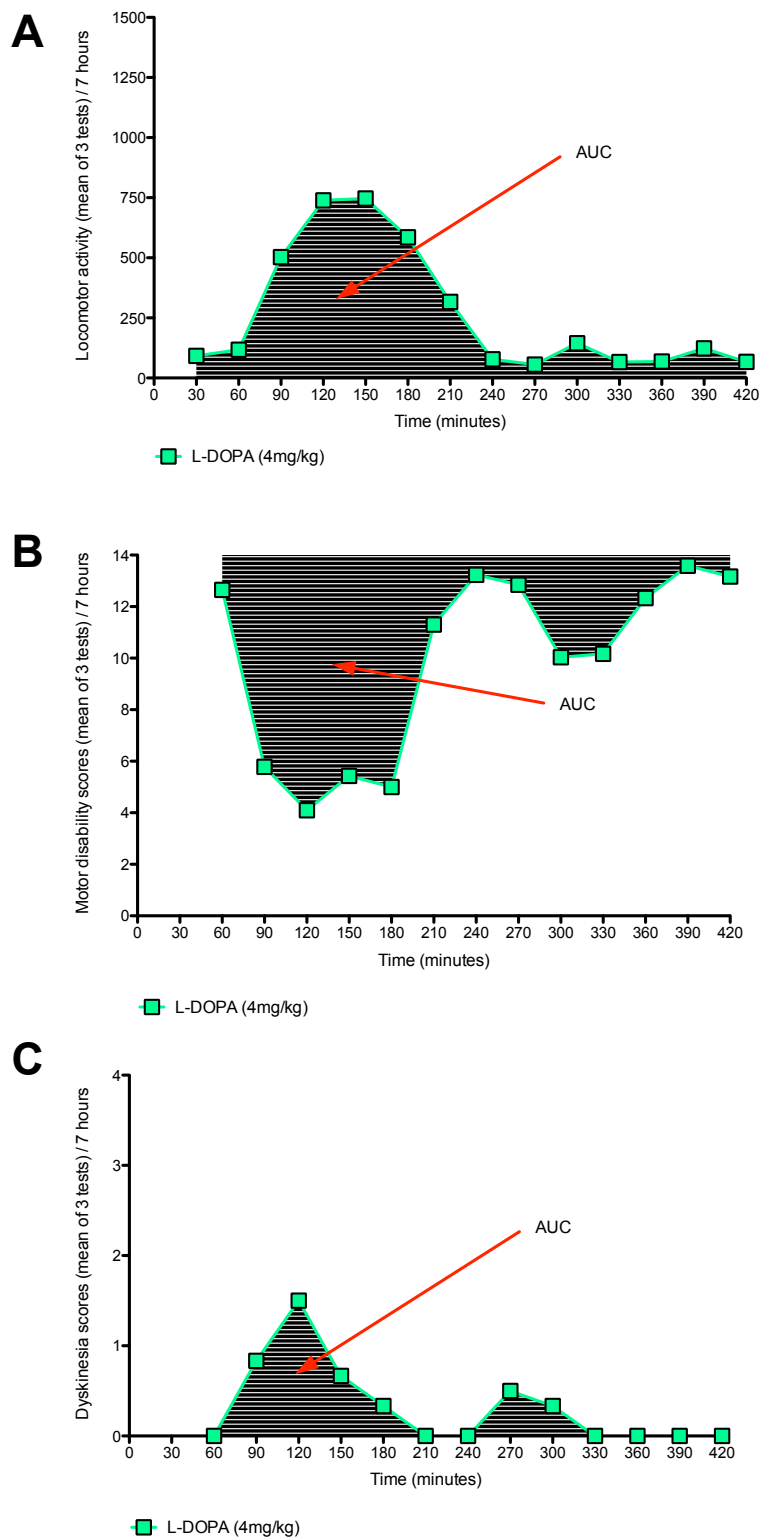 A
Locomotor activity (mean of 3 tests) / 7 hours
1500
1250
1000
750
500
250
0
AUC
0 30 60 90 120 150 180 210 240 270 300 330 360 390 420
Time (minutes)
L-DOPA (4mg/kg)
B
Motor disability scores (mean of 3 tests) / 7 hours
14
12
10
8
6
4
2
0
AUC
0 30 60 90 120 150 180 210 240 270 300 330 360 390 420
Time (minutes)
L-DOPA (4mg/kg)
C
Dyskinesia scores (mean of 3 tests) / 7 hours
4
3
2
1
0
AUC
0 30 60 90 120 150 180 210 240 270 300 330 360 390 420
Time (minutes)
L-DOPA (4mg/kg)